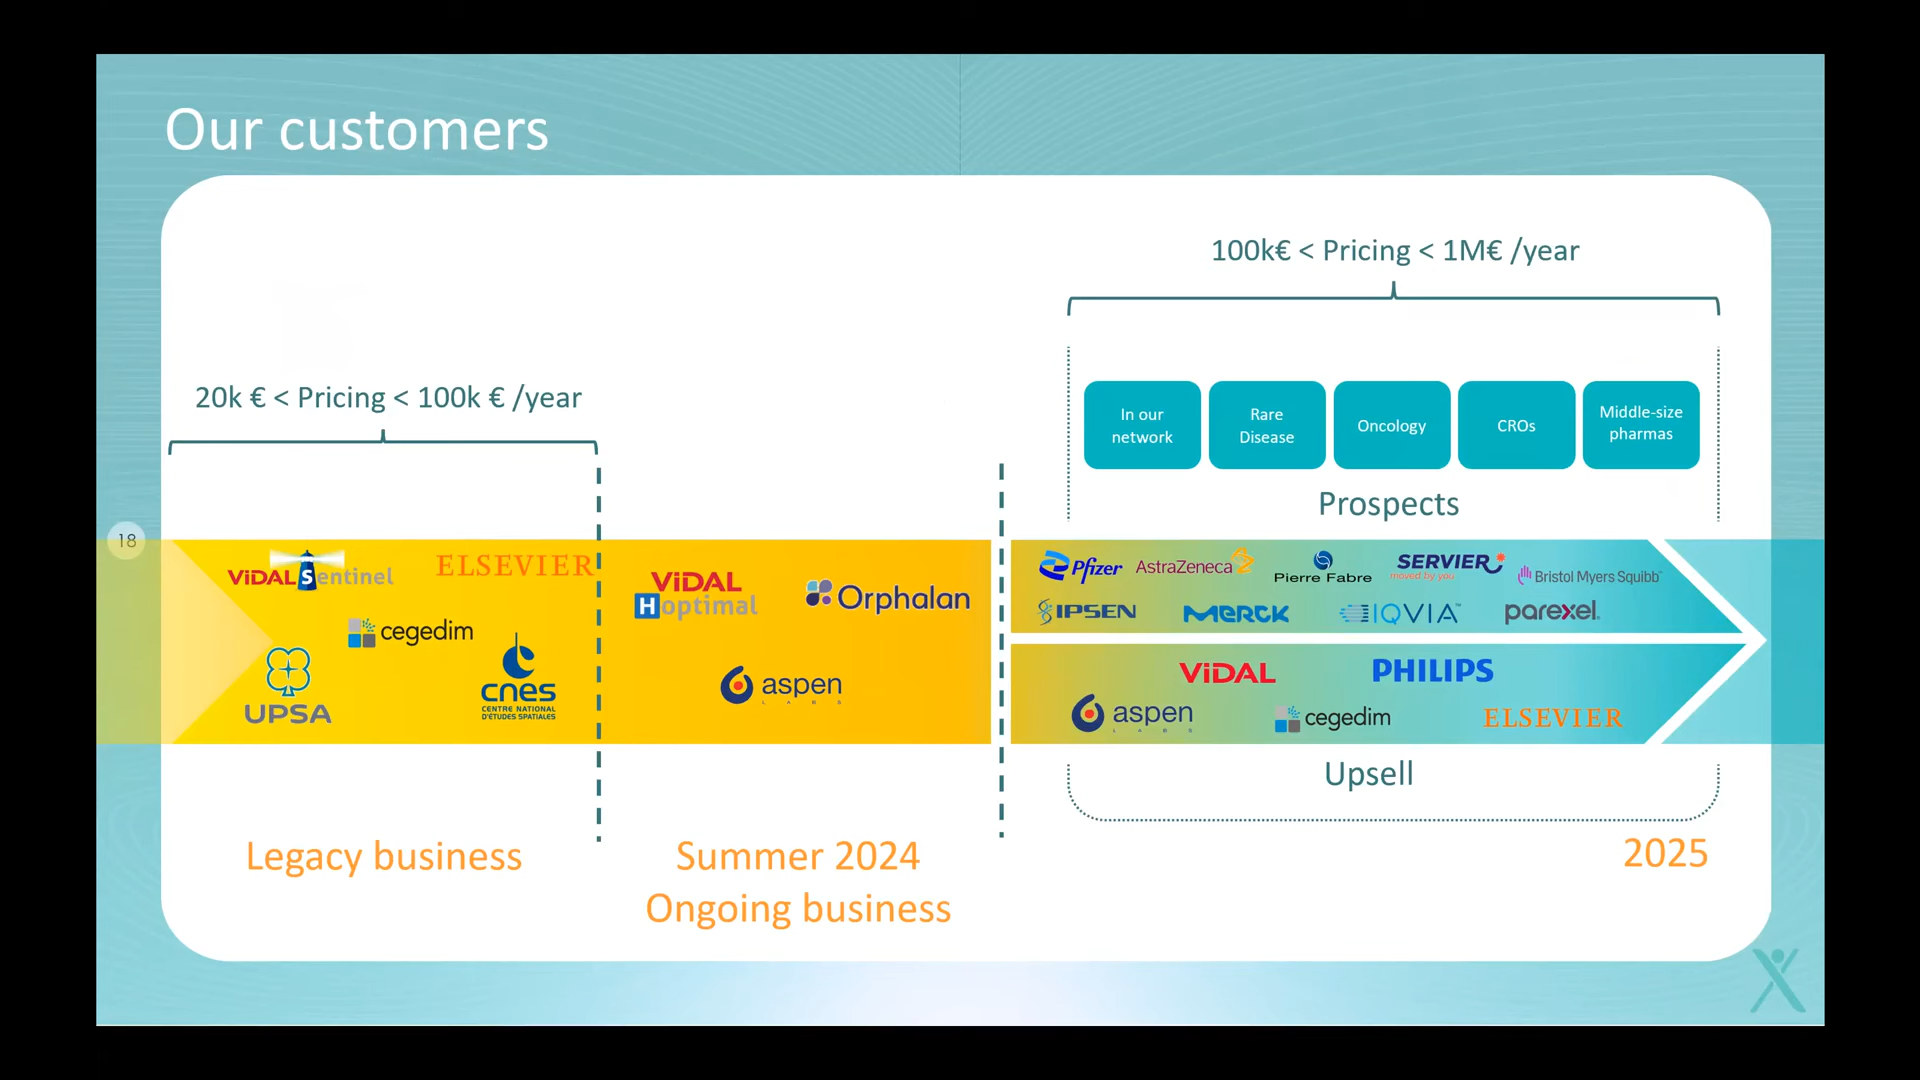 Our customers
100k€ < Pricing < 1M€ /year
20k € < Pricing < 100k € /year
In our
network
Rare
Disease
Oncology
CROs
Middle-size
pharmas
Prospects
18
ViDAL Sentinel
ELSEVIER
cegedim
UPSA
cnes
CENTRE NATIONAL
D'ÉTUDES SPATIALES
ViDAL
Hoptimal
Orphalan
aspen
LABS
Pfizer
AstraZeneca
Pierre Fabre
SERVIER
moved by you
Bristol Myers Squibb™
IPSEN
MERCK
IQVIA™
parexel.
ViDAL
PHILIPS
aspen
LABS
cegedim
ELSEVIER
Upsell
Legacy business
Summer 2024
Ongoing business
2025